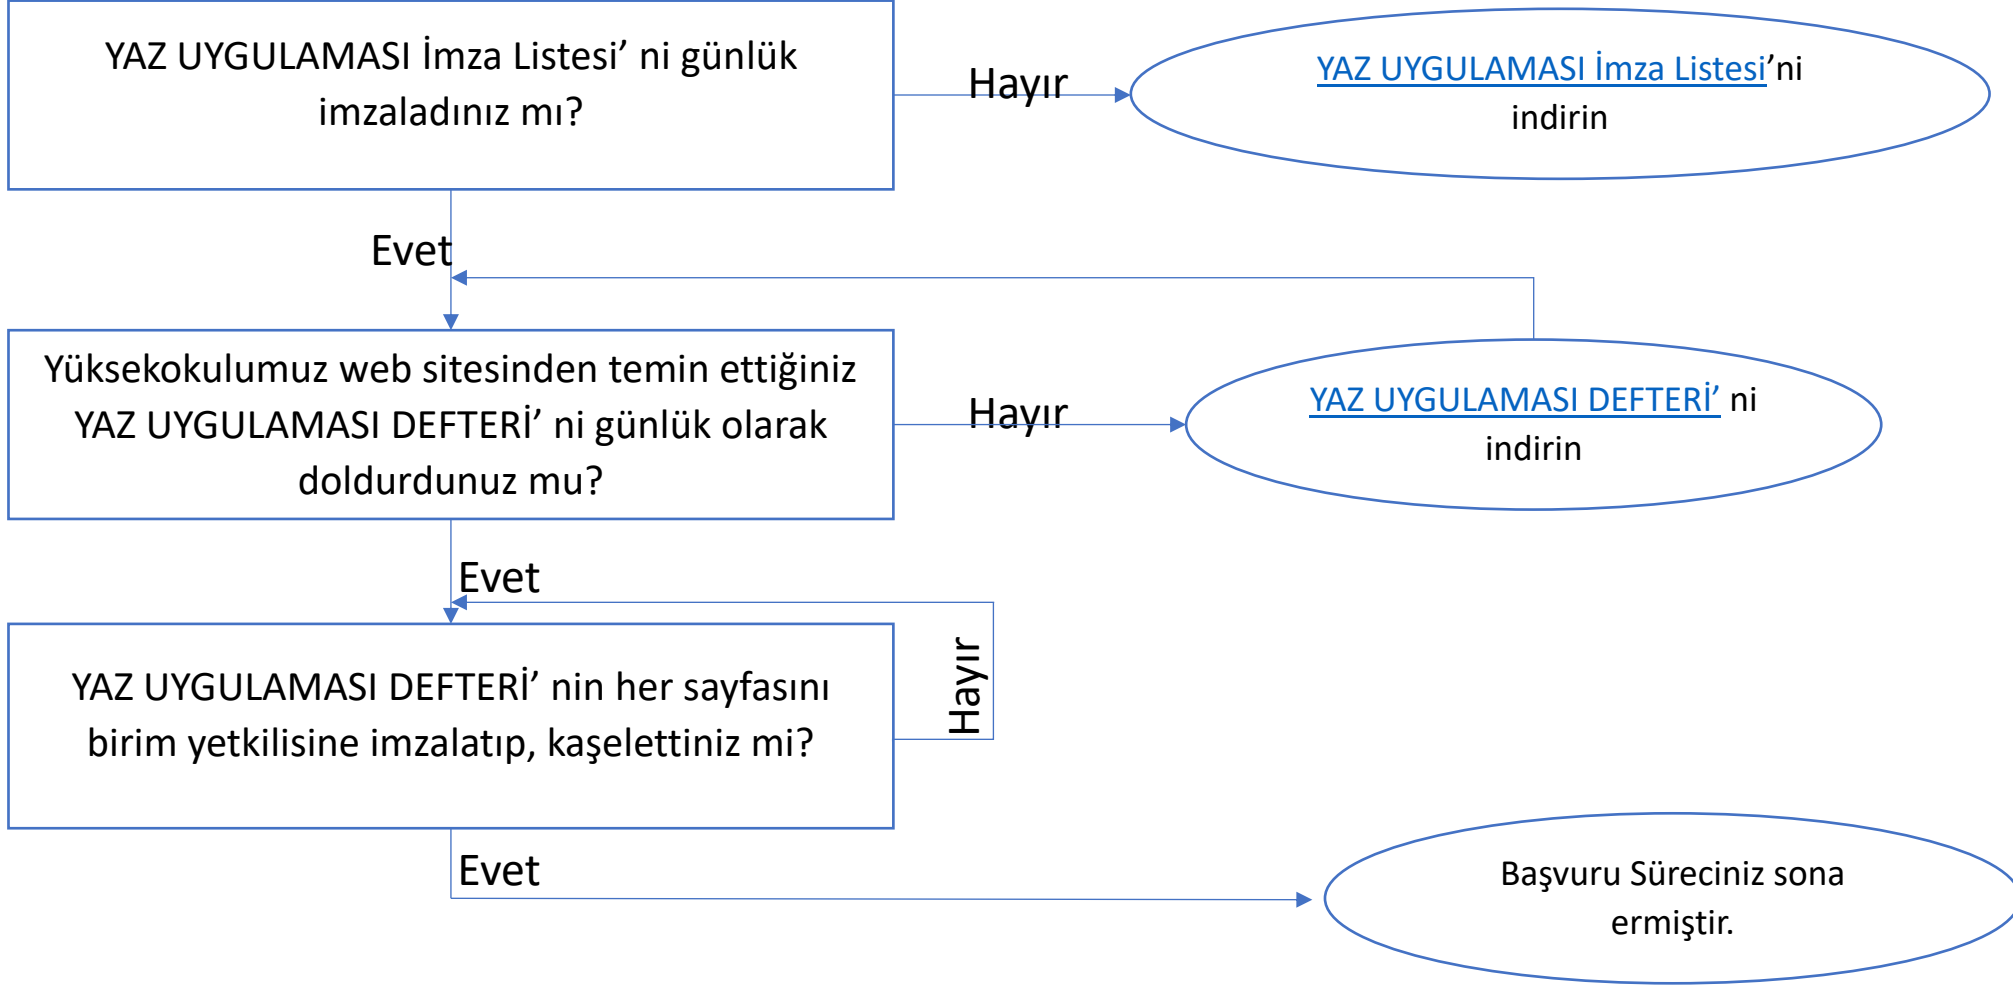 YAZ UYGULAMASI İmza Listesi’ ni günlük
imzaladınız mı?
Hayır
YAZ UYGULAMASI İmza Listesi’ni
indirin
Evet
Yüksekokulumuz web sitesinden temin ettiğiniz
YAZ UYGULAMASI DEFTERİ’ ni günlük olarak
doldurdunuz mu?
Hayır
YAZ UYGULAMASI DEFTERİ’ ni
indirin
Evet
YAZ UYGULAMASI DEFTERİ’ nin her sayfasını
birim yetkilisine imzalatıp, kaşelettiniz mi?
Hayır
Evet
Başvuru Süreciniz sona
ermiştir.